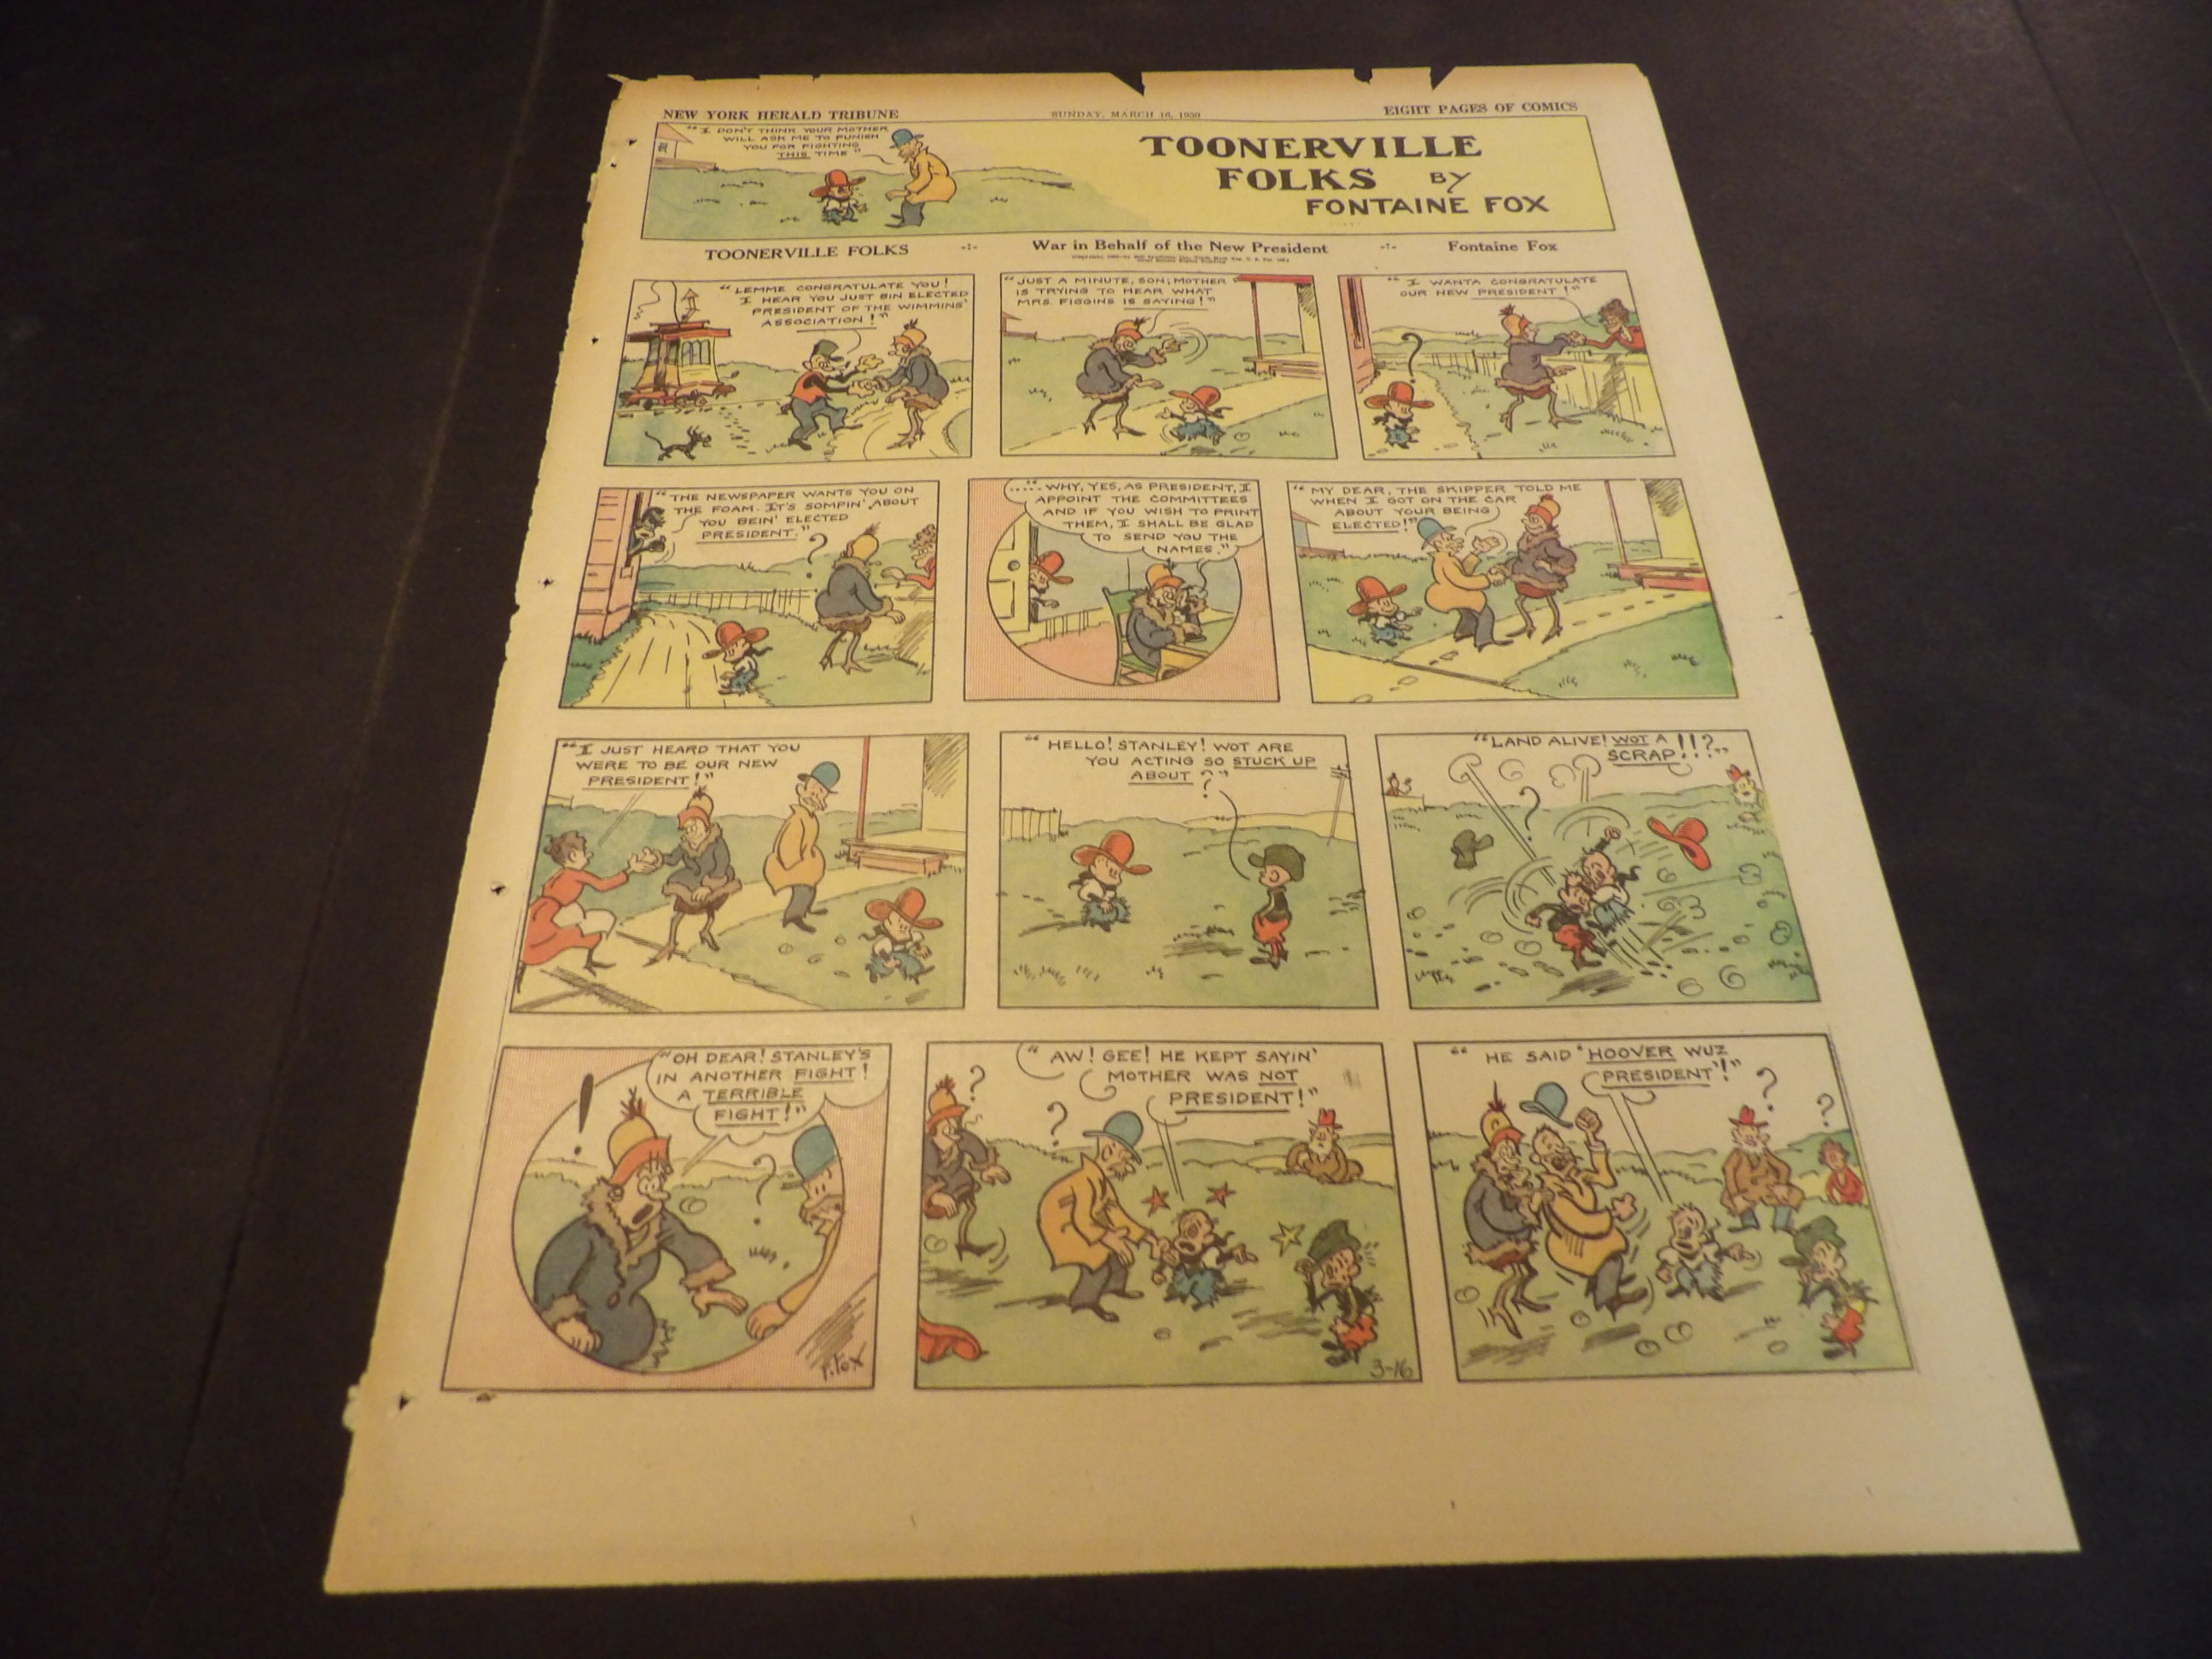 NEW YORK HERALD TRIBUNE
SUNDAY, MARCH 16, 1930
EIGHT PAGES OF COMICS
"I DON'T THINK YOUR MOTHER
WILL ASK ME TO PUNISH
YOU FOR FIGHTING
THIS TIME"
TOONERVILLE
FOLKS BY
FONTAINE FOX
TOONERVILLE FOLKS -:- War in Behalf of the New President -:- Fontaine Fox
"LEMME CONGRATULATE YOU!
I HEAR YOU JUST BIN ELECTED
PRESIDENT OF THE WIMMINS'
ASSOCIATION!"
"JUST A MINUTE, SON; MOTHER
IS TRYING TO HEAR WHAT
MRS. FIGGINS IS SAYING!"
"I WANTA CONGRATULATE
OUR NEW PRESIDENT!"
?
"THE NEWSPAPER WANTS YOU ON
THE FOAM. IT'S SOMPIN' ABOUT
YOU BEIN' ELECTED
PRESIDENT."
?
....."WHY, YES, AS PRESIDENT, I
APPOINT THE COMMITTEES
AND IF YOU WISH TO PRINT
THEM, I SHALL BE GLAD
TO SEND YOU THE
NAMES."
"MY DEAR, THE SKIPPER TOLD ME
WHEN I GOT ON THE CAR
ABOUT YOUR BEING
ELECTED!"
"I JUST HEARD THAT YOU
WERE TO BE OUR NEW
PRESIDENT!"
"HELLO! STANLEY! WOT ARE
YOU ACTING SO STUCK UP
ABOUT?"
?
"LAND ALIVE! WOT A
SCRAP!!?"
?
"OH DEAR! STANLEY'S
IN ANOTHER FIGHT!
A TERRIBLE
FIGHT!"
!
?
F. Fox
"AW! GEE! HE KEPT SAYIN'
MOTHER WAS NOT
PRESIDENT!"
?
?
3-16
"HE SAID 'HOOVER WUZ
PRESIDENT'!"
?
?